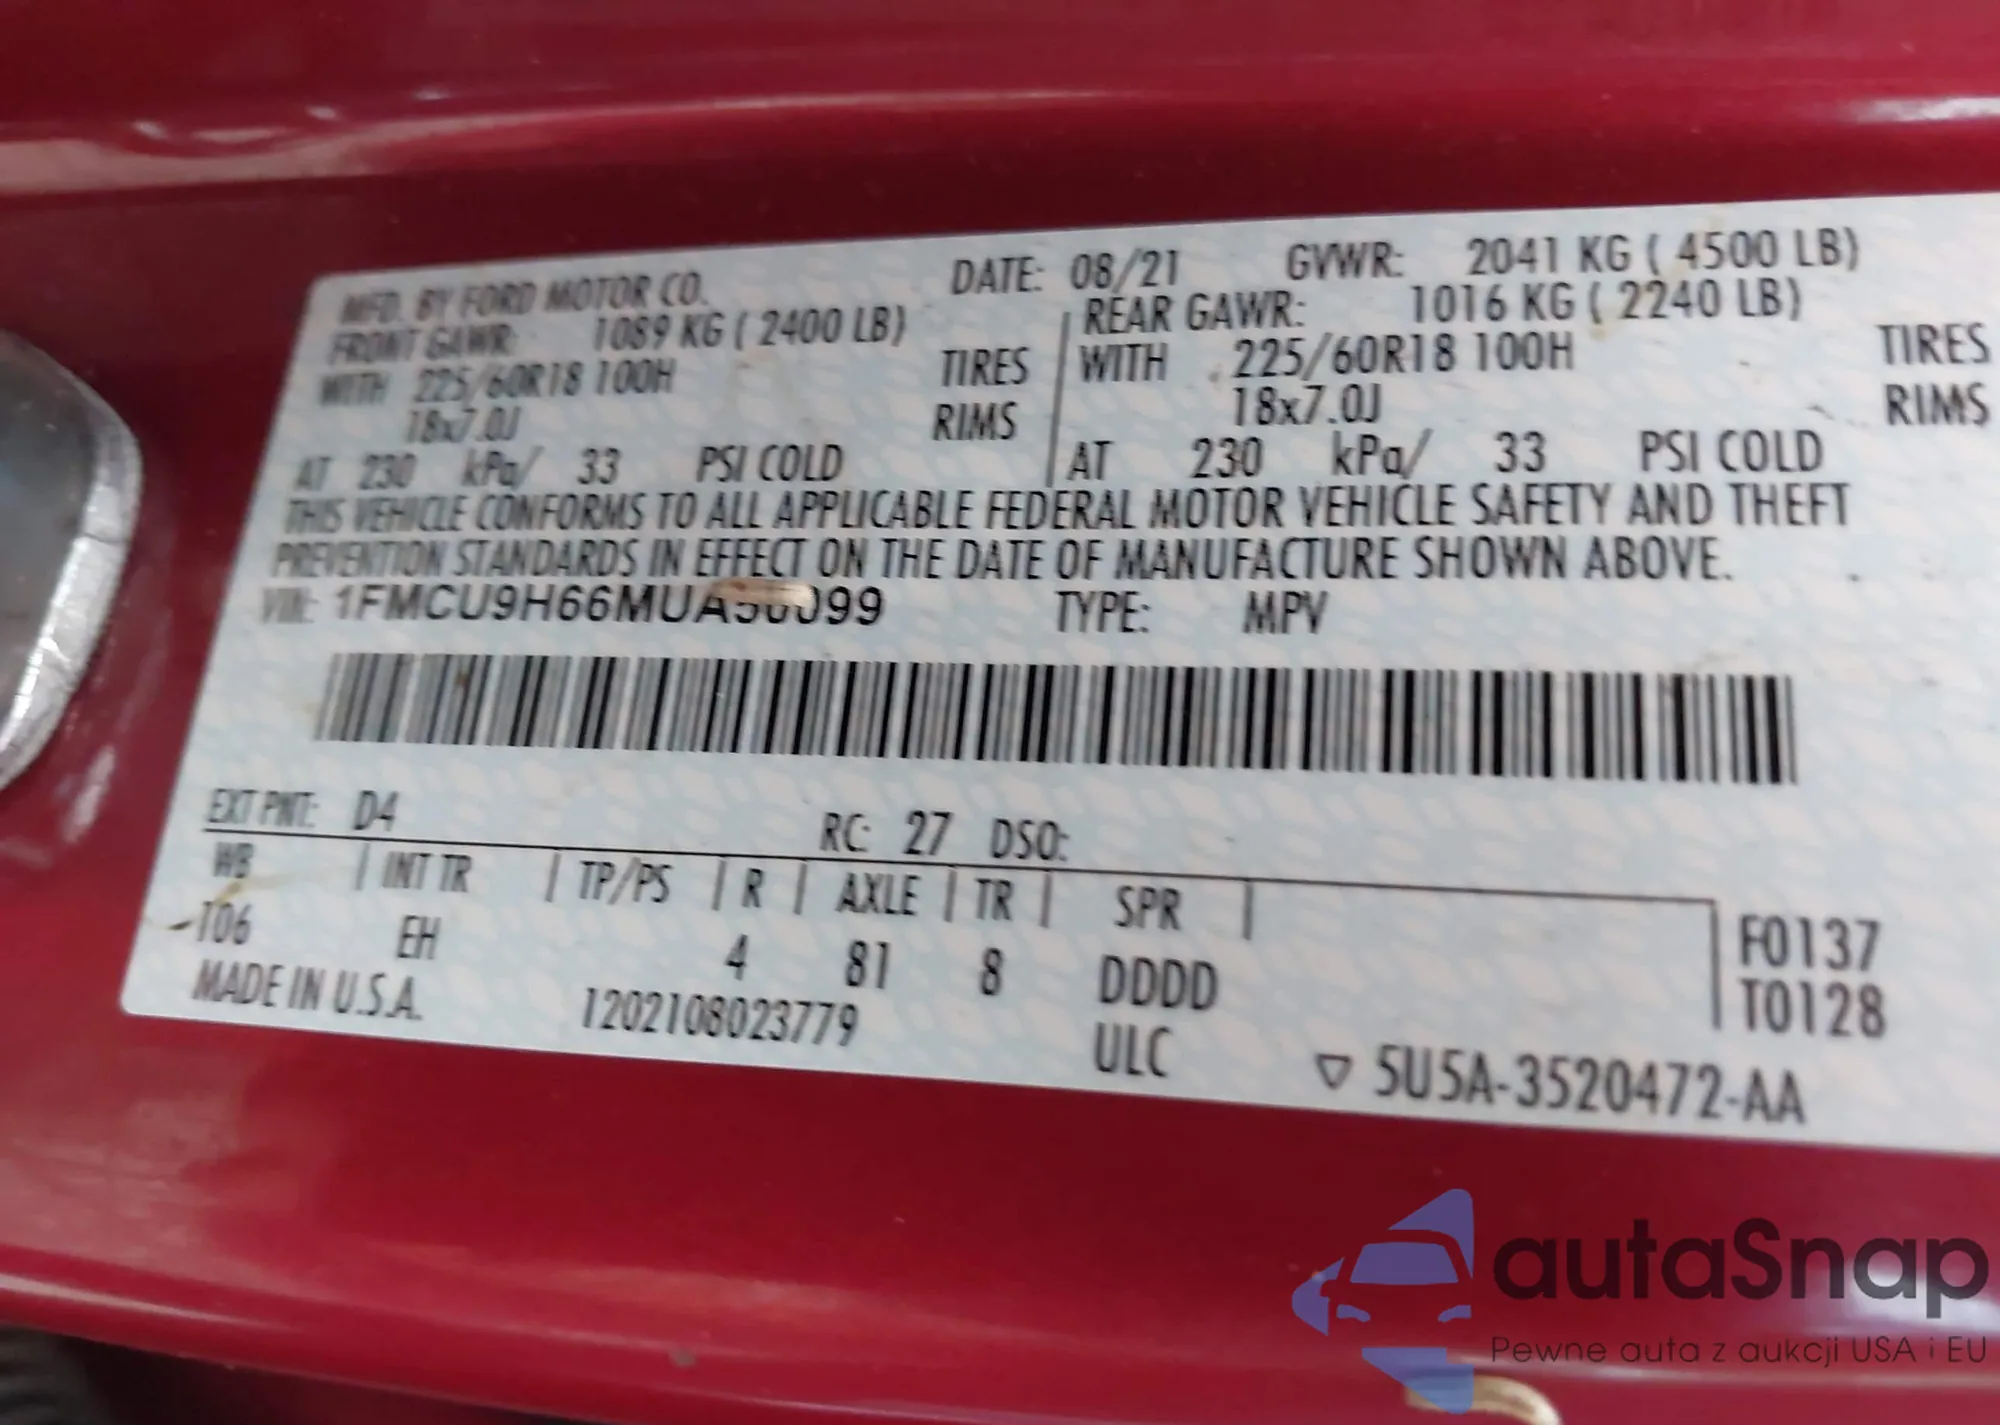 MFD. BY FORD MOTOR CO. DATE: 08/21 GVWR: 2041 KG ( 4500 LB)
FRONT GAWR: 1089 KG ( 2400 LB) REAR GAWR: 1016 KG ( 2240 LB)
WITH 225/60R18 100H TIRES WITH 225/60R18 100H TIRES
18x7.0J RIMS 18x7.0J RIMS
AT 230 kPa/ 33 PSI COLD AT 230 kPa/ 33 PSI COLD
THIS VEHICLE CONFORMS TO ALL APPLICABLE FEDERAL MOTOR VEHICLE SAFETY AND THEFT
PREVENTION STANDARDS IN EFFECT ON THE DATE OF MANUFACTURE SHOWN ABOVE.
VIN: TYPE: MPV
EXT PNT: D4 RC: 27 DSO:
WB INT TR TP/PS R AXLE TR SPR
T06 EH 4 81 8 DDDD
F0137
T0128
MADE IN U.S.A. 1202108023779 ULC
▽ 5U5A-3520472-AA
autaSnap
Pewne auta z aukcji USA i EU